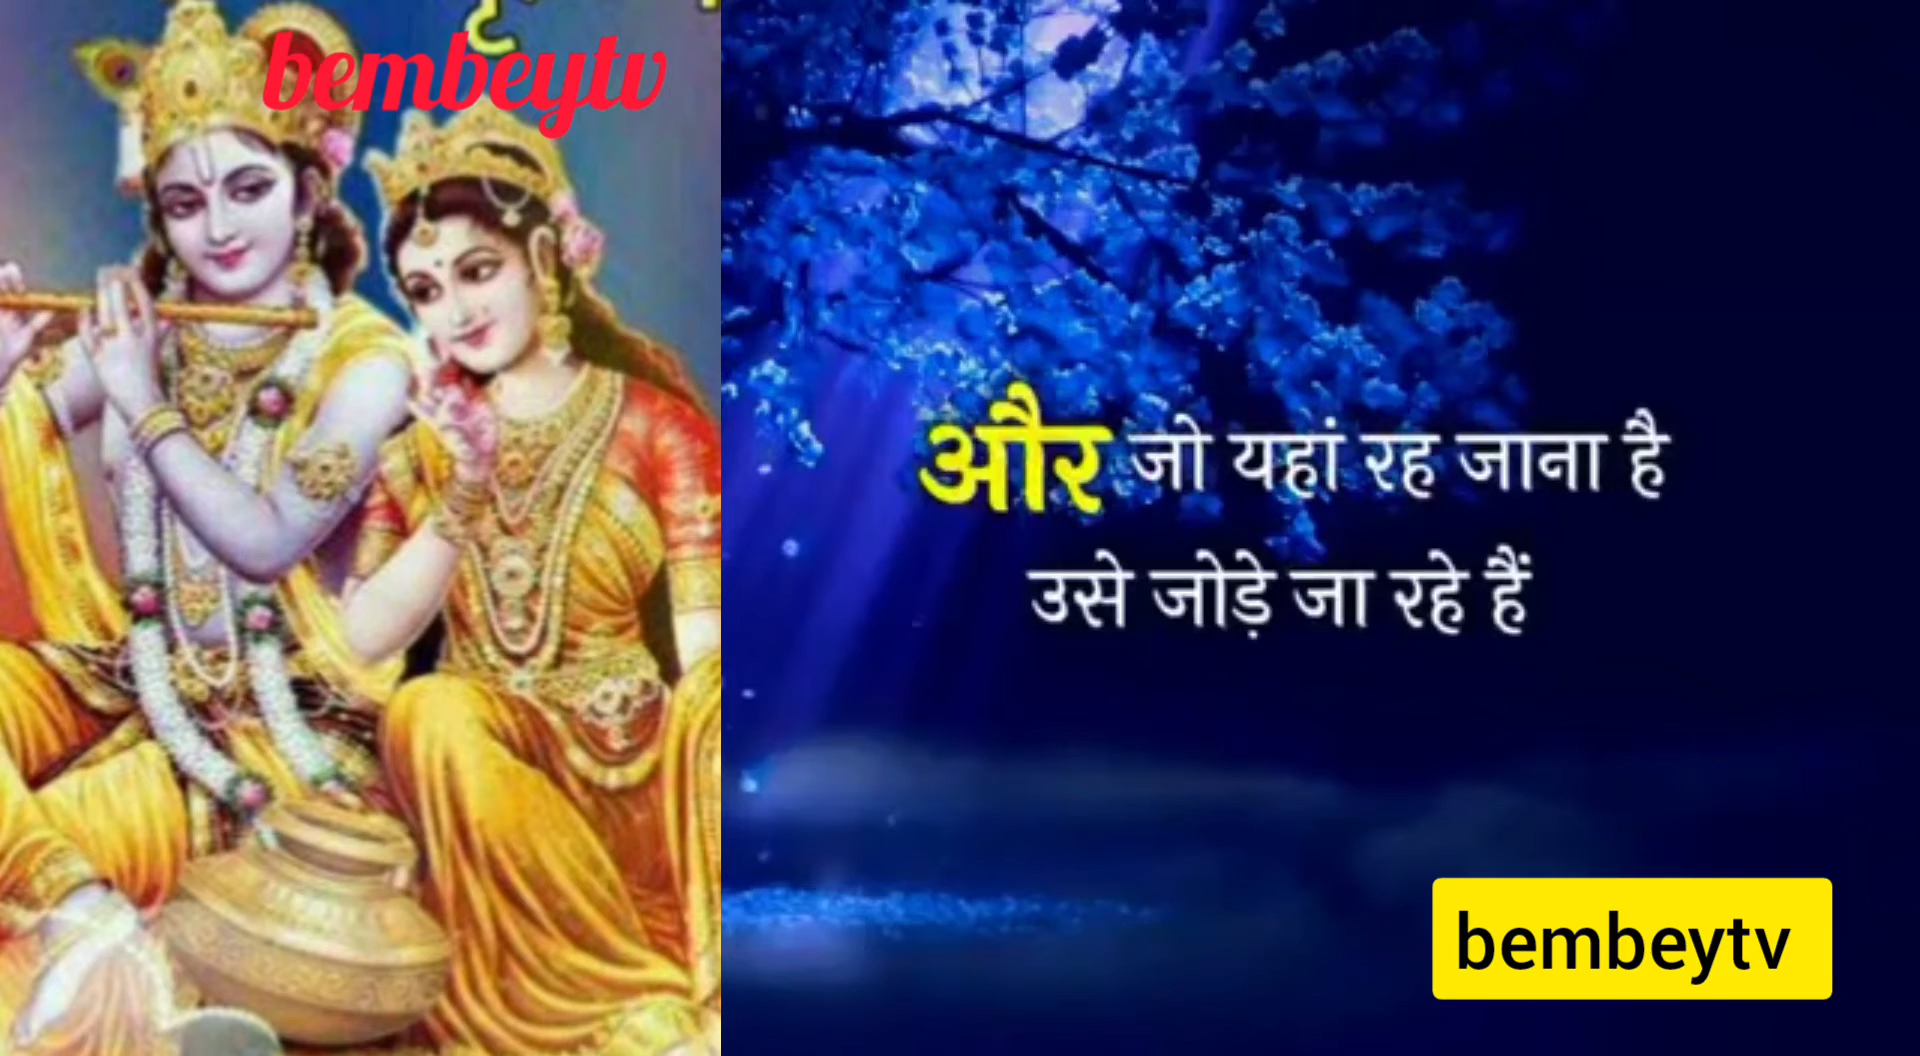 bembeytv
और जो यहां रह जाना है
उसे जोड़े जा रहे हैं
bembeytv